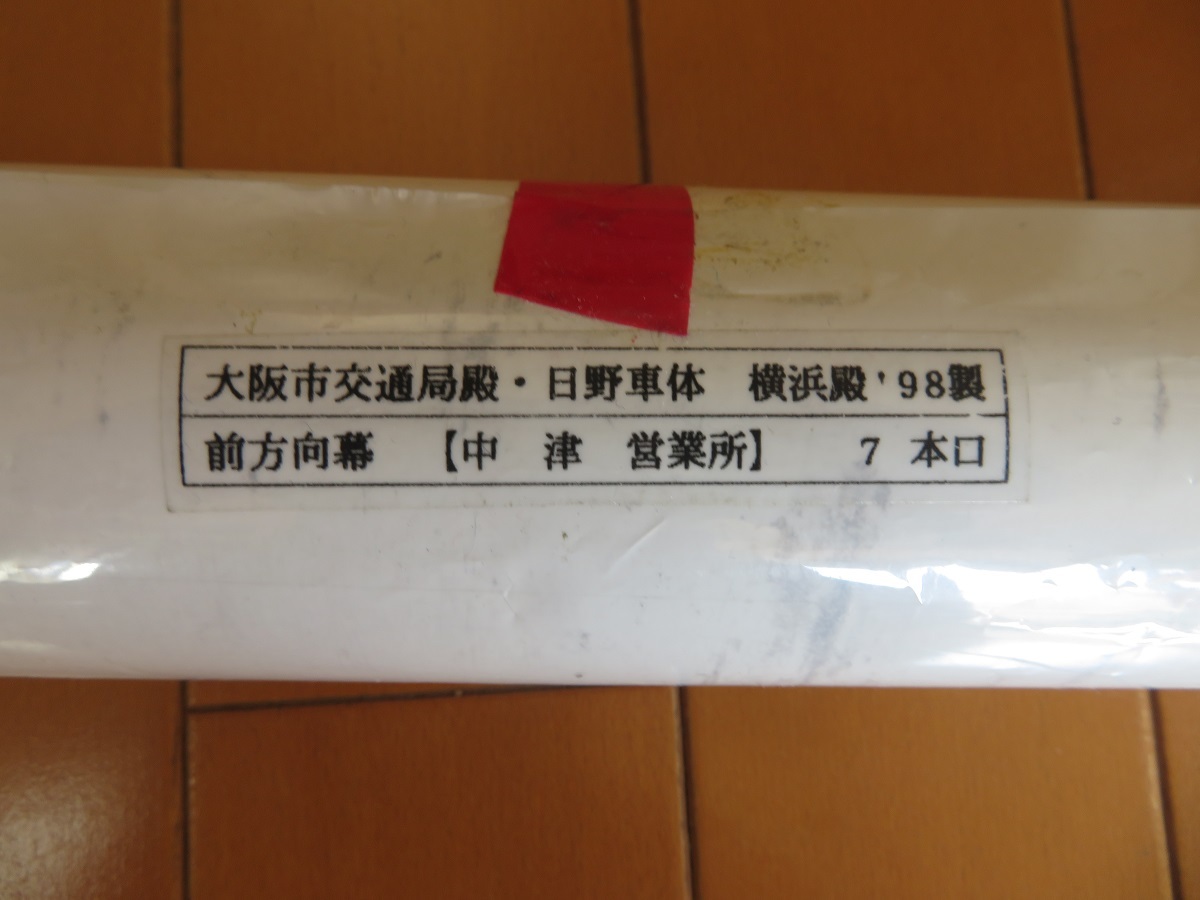 大阪市交通局殿・日野車体　横浜殿'98製
前方向幕　【中　津　営業所】　　7 本口